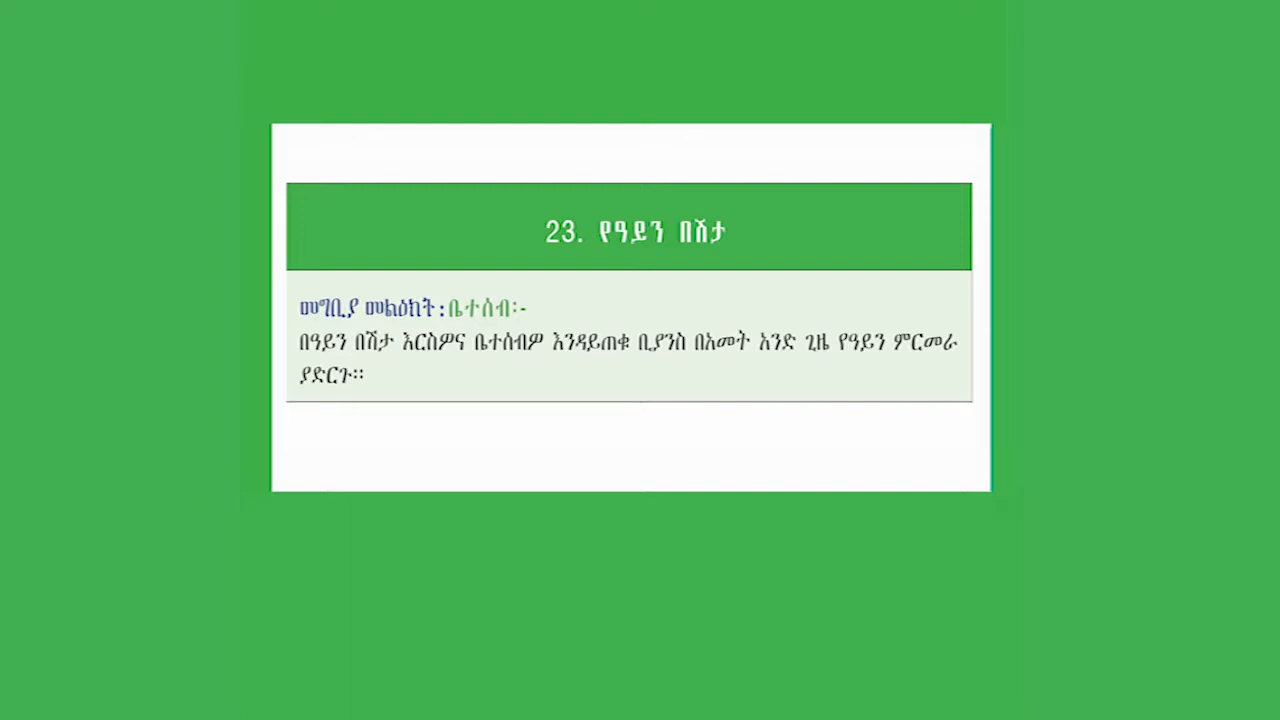 23. የዓይን በሽታ
መግቢያ መልዕክት:ቤተሰብ፡-
በዓይን በሽታ እርስዎና ቤተሰብዎ እንዳይጠቁ ቢያንስ በአመት አንድ ጊዜ የዓይን ምርመራ
ያድርጉ፡፡